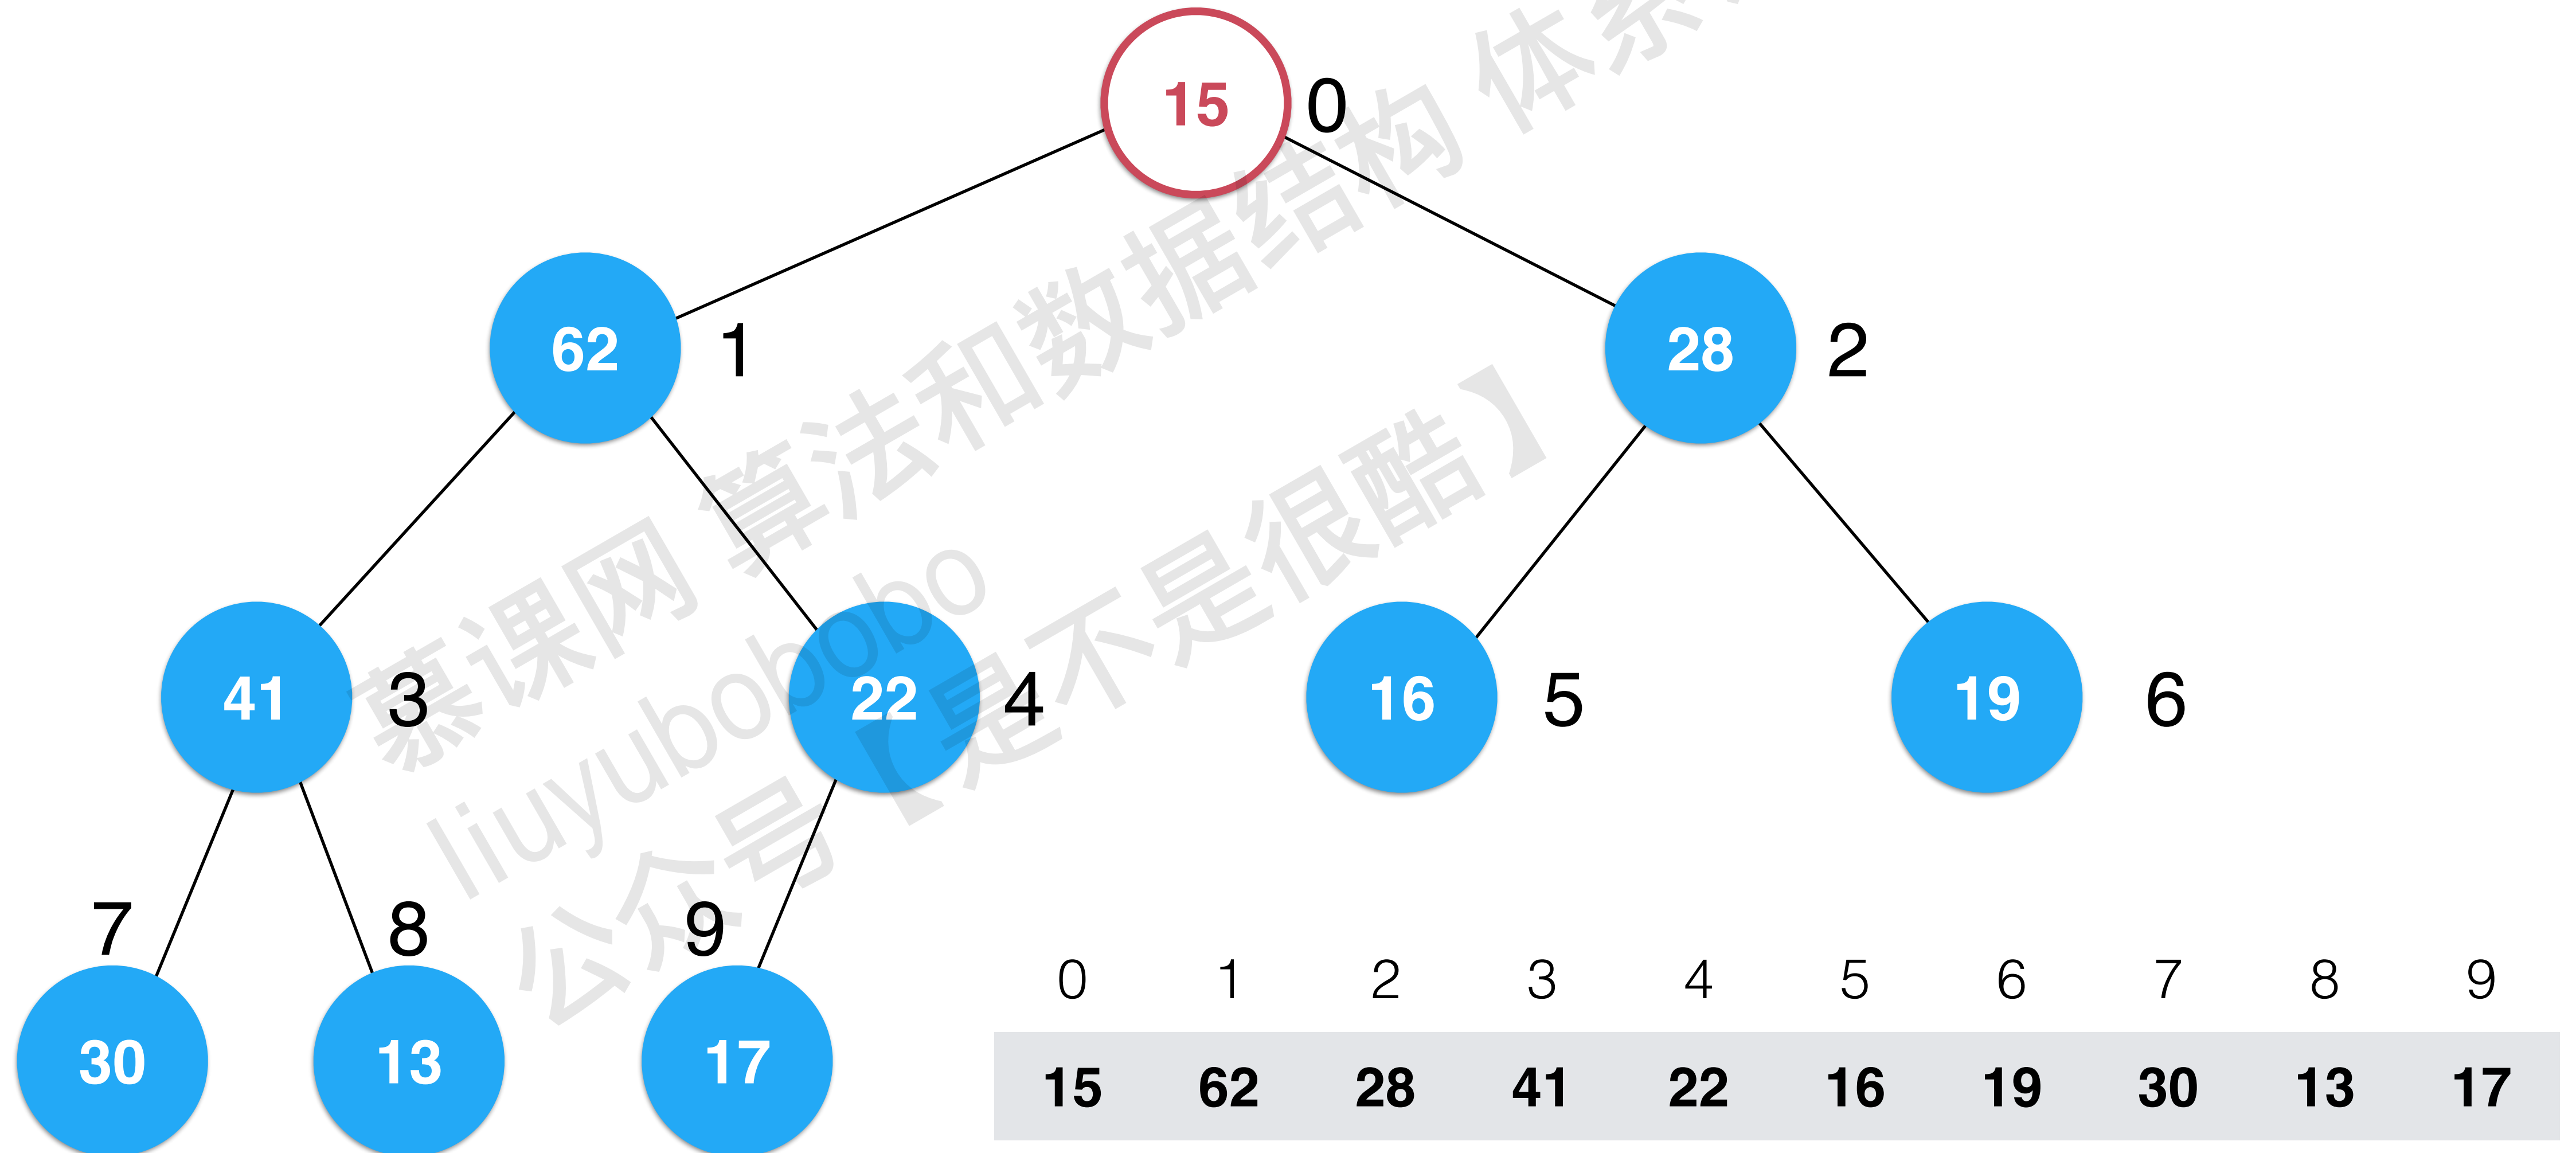 15 0
62 1 28 2
41 3 22 4 16 5 19 6
7 8 9
30 13 17
0 1 2 3 4 5 6 7 8 9
15 62 28 41 22 16 19 30 13 17
慕课网 算法和数据结构 体系
liuyubobobo
公众号【是不是很酷】